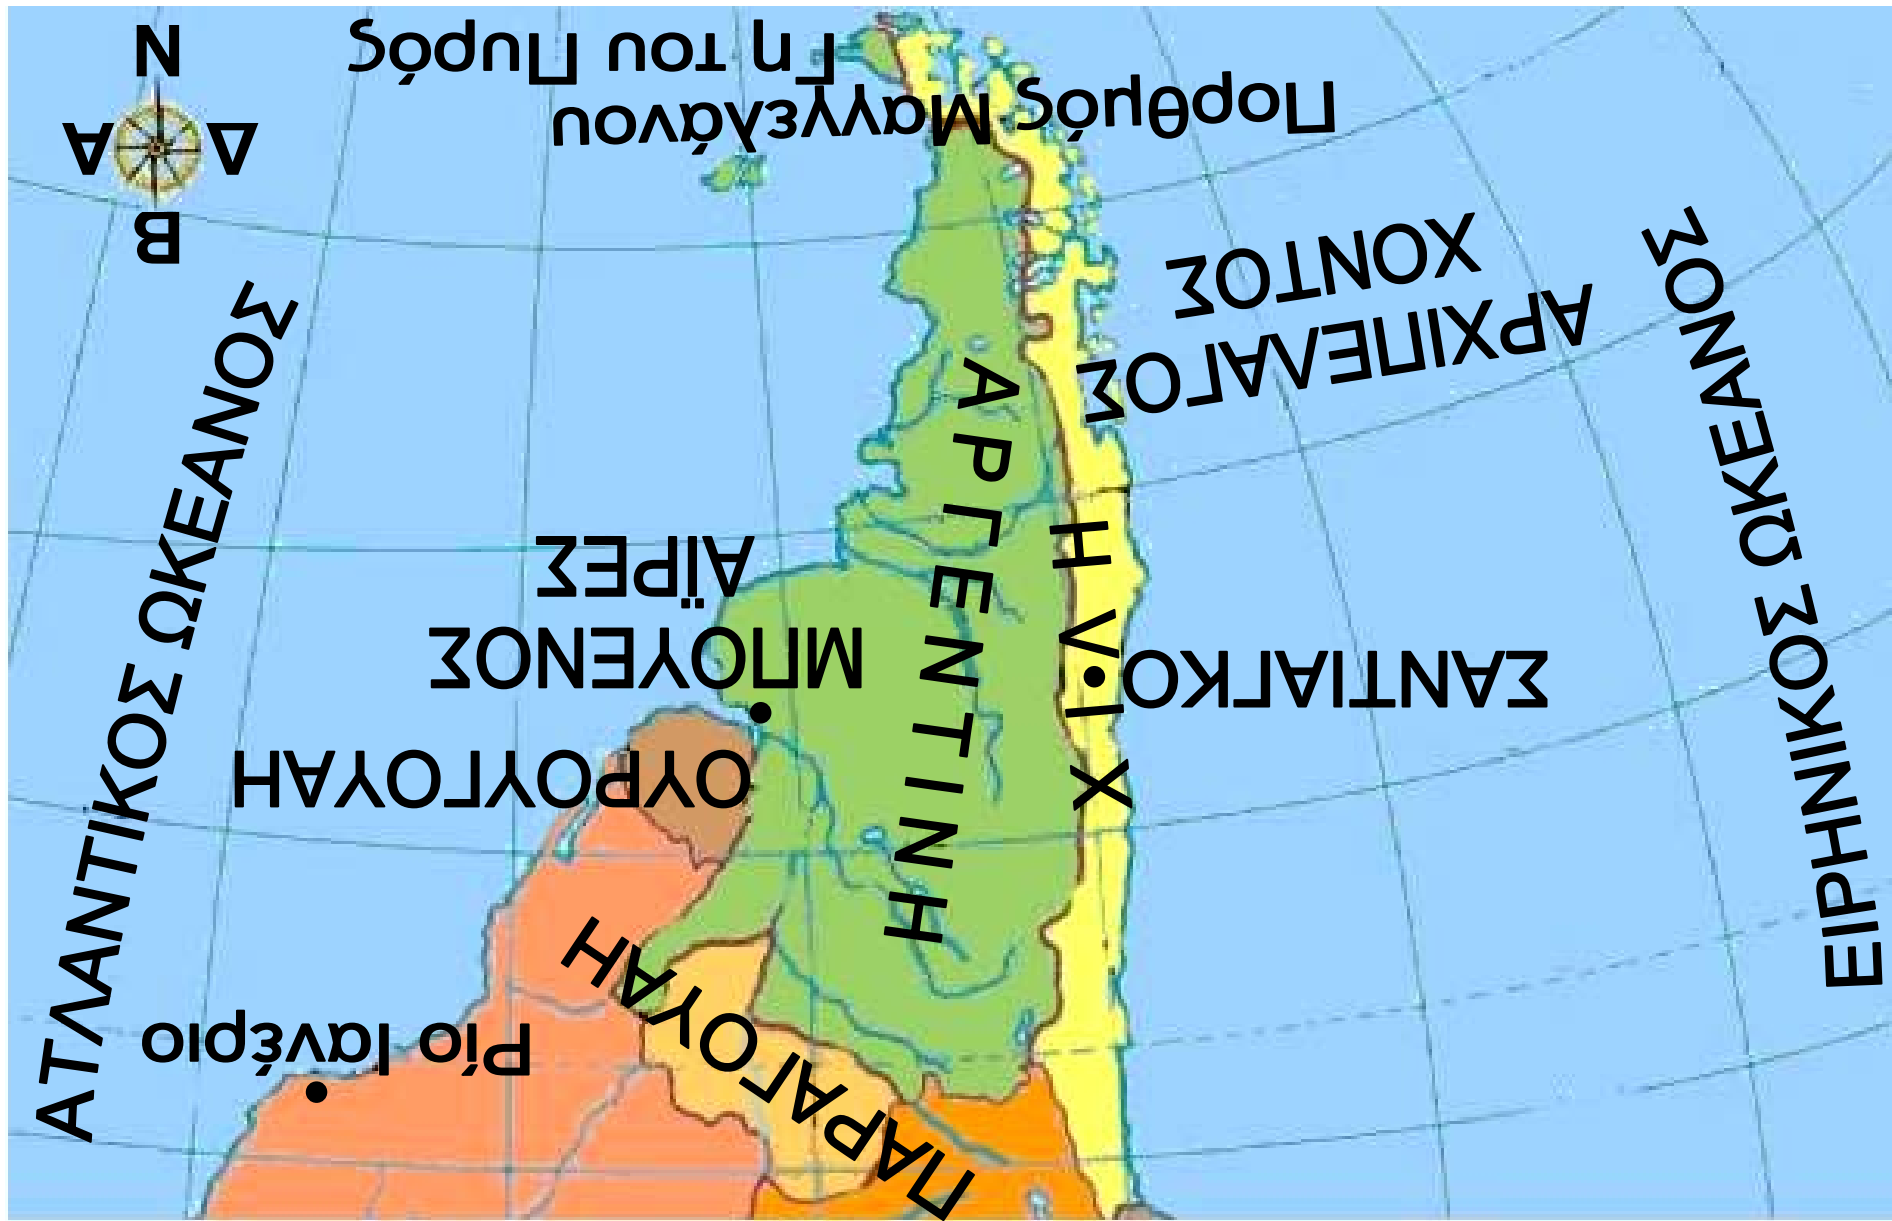 ΠΑΡΑΓΟΥΑΗ
Ρίο Ιανέριο
ΕΙΡΗΝΙΚΟΣ ΩΚΕΑΝΟΣ
ΑΤΛΑΝΤΙΚΟΣ ΩΚΕΑΝΟΣ
ΟΥΡΟΥΓΟΥΑΗ
ΧΙΛΗ
ΑΡΓΕΝΤΙΝΗ
ΣΑΝΤΙΑΓΚΟ
ΜΠΟΥΕΝΟΣ
ΑΪΡΕΣ
ΑΡΧΙΠΕΛΑΓΟΣ
ΧΟΝΤΟΣ
Β
Δ
Α
Ν
Πορθμός Μαγγελάνου
Γη του Πυρός